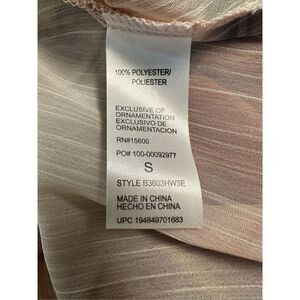 100% POLYESTER/
POLIESTER
EXCLUSIVE OF
ORNAMENTATION
EXCLUSIVO DE
ORNAMENTACION
RN#15600
PO# 100-00092977
S
STYLE B3603HW3E
MADE IN CHINA
HECHO EN CHINA
UPC 194849701683